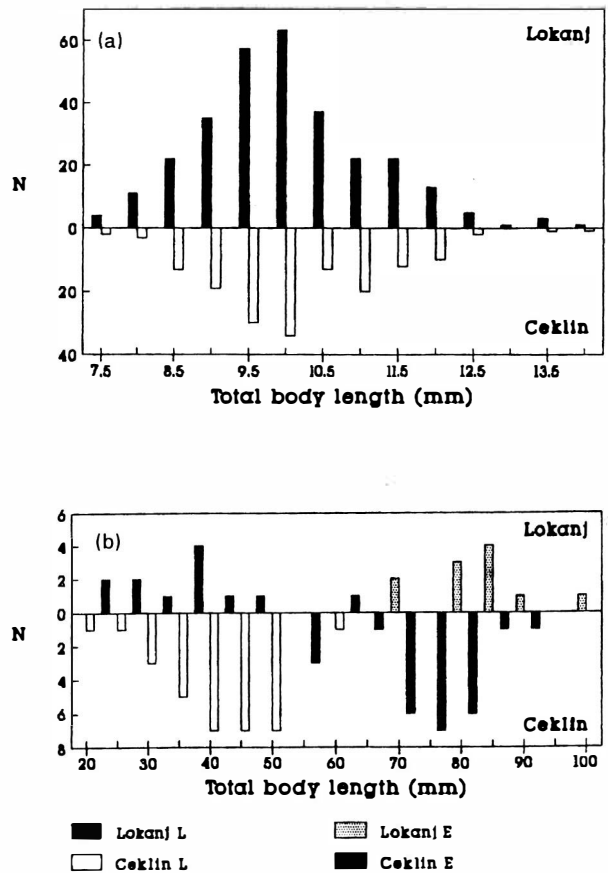 (a)
Lokanj
60
40
20
N
0
20
40
Ceklin
7.5 8.5 9.5 10.5 11.5 12.5 13.5
Total body length (mm)
(b)
Lokanj
6
4
2
0
N
2
4
6
8
Ceklin
20 30 40 50 60 70 80 90 100
Total body length (mm)
Lokanj L
Lokanj E
Ceklin L
Ceklin E